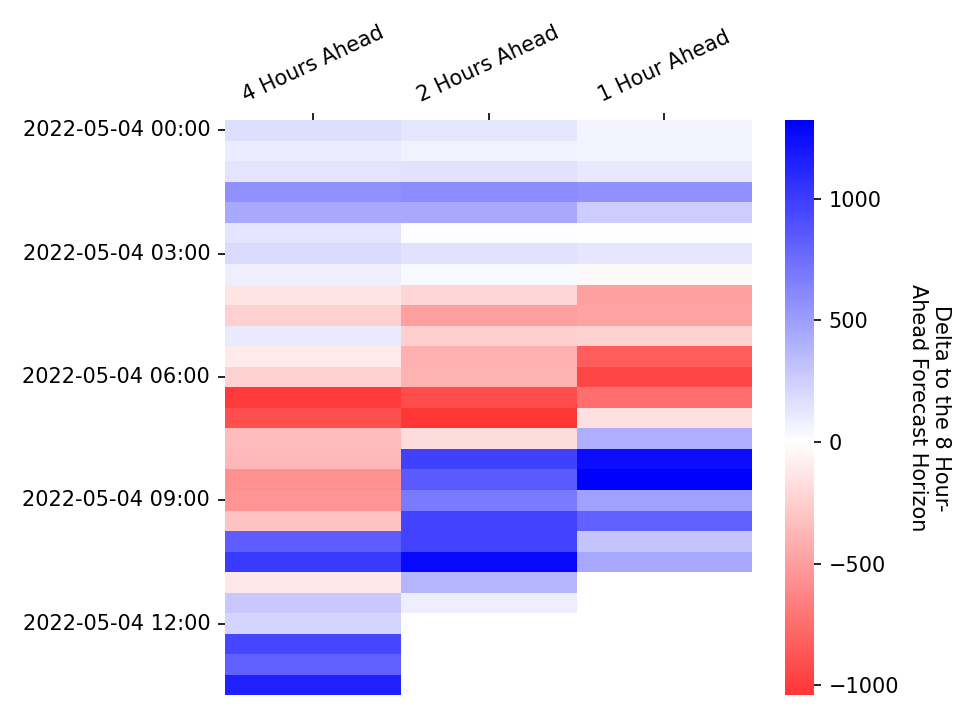 4 Hours Ahead
2 Hours Ahead
1 Hour Ahead
2022-05-04 00:00
2022-05-04 03:00
2022-05-04 06:00
2022-05-04 09:00
2022-05-04 12:00
1000
500
0
−500
−1000
Delta to the 8 Hour-
Ahead Forecast Horizon